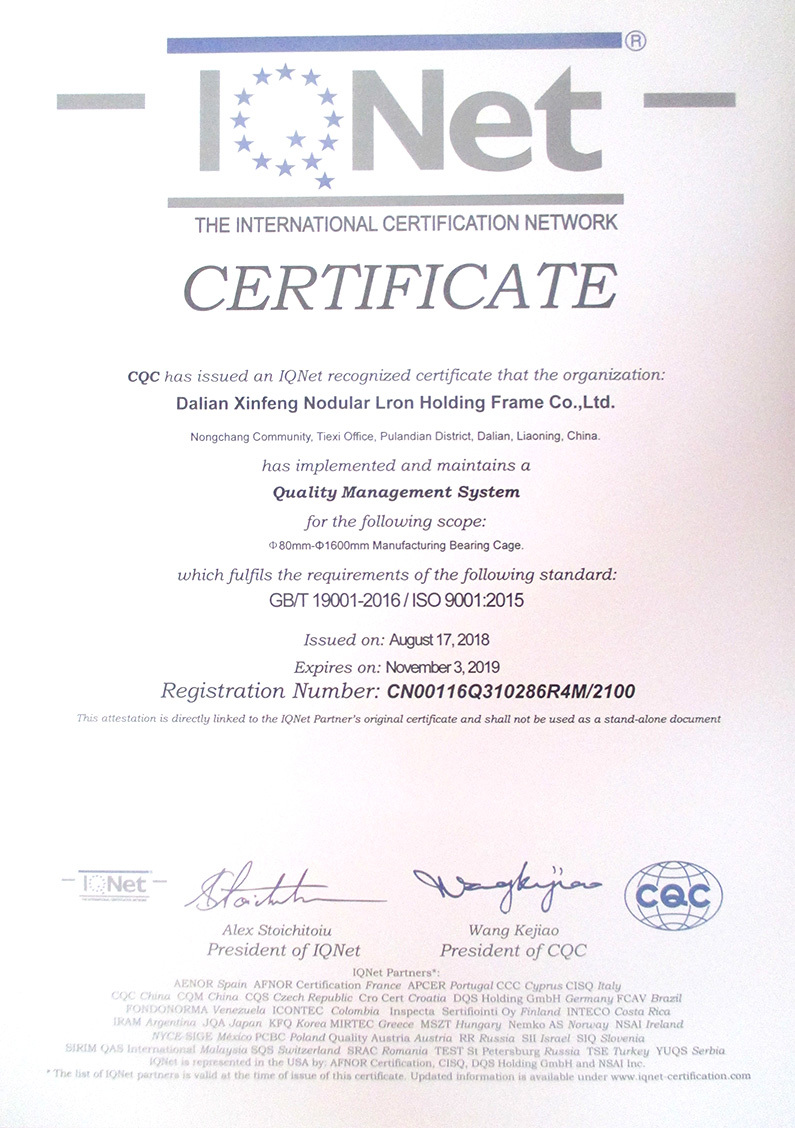 IQNet ®
THE INTERNATIONAL CERTIFICATION NETWORK
CERTIFICATE
CQC has issued an IQNet recognized certificate that the organization:
Dalian Xinfeng Nodular Lron Holding Frame Co.,Ltd.
Nongchang Community, Tiexi Office, Pulandian District, Dalian, Liaoning, China.
has implemented and maintains a
Quality Management System
for the following scope:
Φ80mm-Φ1600mm Manufacturing Bearing Cage.
which fulfils the requirements of the following standard:
GB/T 19001-2016 / ISO 9001:2015
Issued on: August 17, 2018
Expires on: November 3, 2019
Registration Number: CN00116Q310286R4M/2100
This attestation is directly linked to the IQNet Partner's original certificate and shall not be used as a stand-alone document
IQNet
THE INTERNATIONAL CERTIFICATION NETWORK
AStoichitoiu
Wangkejiao
CQC
Alex Stoichitoiu
Wang Kejiao
President of IQNet
President of CQC
IQNet Partners*:
AENOR Spain AFNOR Certification France APCER Portugal CCC Cyprus CISQ Italy
CQC China CQM China CQS Czech Republic Cro Cert Croatia DQS Holding GmbH Germany FCAV Brazil
FONDONORMA Venezuela ICONTEC Colombia Inspecta Sertifiointi Oy Finland INTECO Costa Rica
IRAM Argentina JQA Japan KFQ Korea MIRTEC Greece MSZT Hungary Nemko AS Norway NSAI Ireland
NYCE-SIGE México PCBC Poland Quality Austria Austria RR Russia SII Israel SIQ Slovenia
SIRIM QAS International Malaysia SQS Switzerland SRAC Romania TEST St Petersburg Russia TSE Turkey YUQS Serbia
IQNet is represented in the USA by: AFNOR Certification, CISQ, DQS Holding GmbH and NSAI Inc.
* The list of IQNet partners is valid at the time of issue of this certificate. Updated information is available under www.iqnet-certification.com